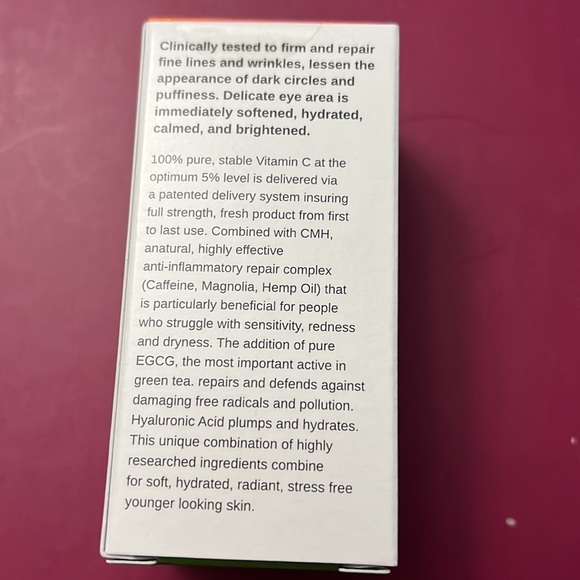 Clinically tested to firm and repair
fine lines and wrinkles, lessen the
appearance of dark circles and
puffiness. Delicate eye area is
immediately softened, hydrated,
calmed, and brightened.
100% pure, stable Vitamin C at the
optimum 5% level is delivered via
a patented delivery system insuring
full strength, fresh product from first
to last use. Combined with CMH,
anatural, highly effective
anti-inflammatory repair complex
(Caffeine, Magnolia, Hemp Oil) that
is particularly beneficial for people
who struggle with sensitivity, redness
and dryness. The addition of pure
EGCG, the most important active in
green tea. repairs and defends against
damaging free radicals and pollution.
Hyaluronic Acid plumps and hydrates.
This unique combination of highly
researched ingredients combine
for soft, hydrated, radiant, stress free
younger looking skin.